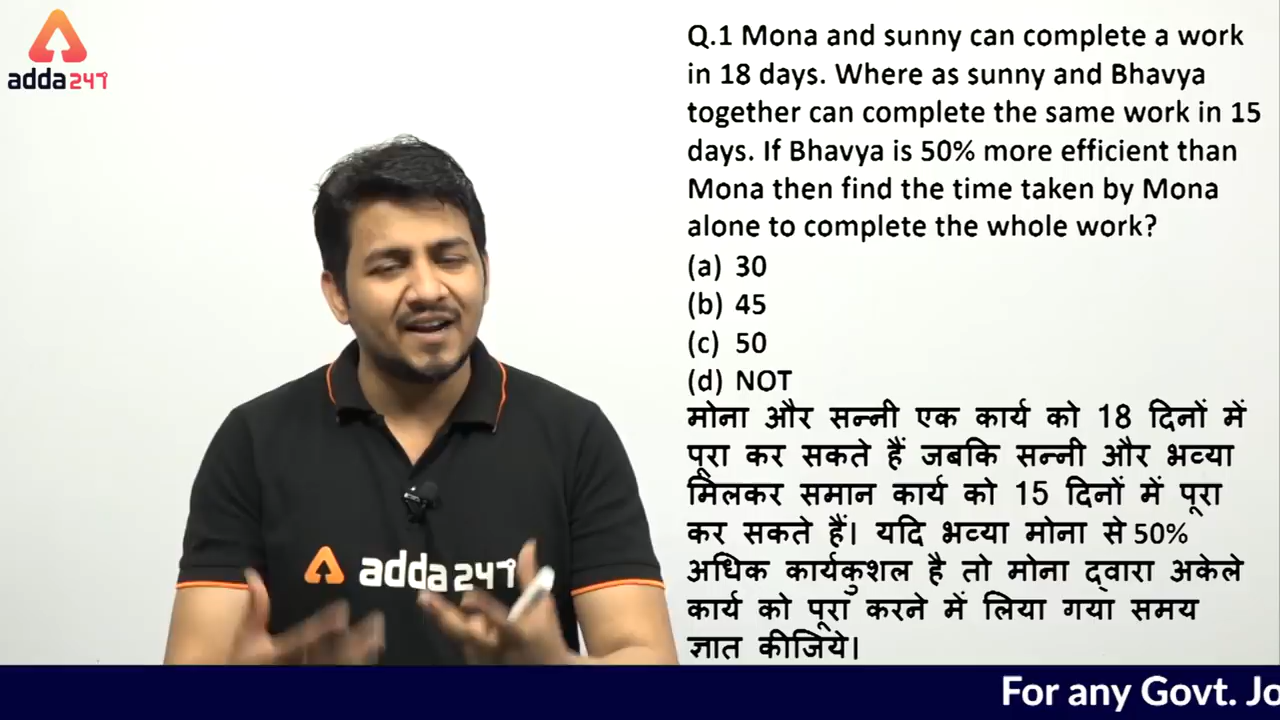 adda247
Q.1 Mona and sunny can complete a work
in 18 days. Where as sunny and Bhavya
together can complete the same work in 15
days. If Bhavya is 50% more efficient than
Mona then find the time taken by Mona
alone to complete the whole work?
(a) 30
(b) 45
(c) 50
(d) NOT
मोना और सन्नी एक कार्य को 18 दिनों में
पूरा कर सकते हैं जबकि सन्नी और भव्या
मिलकर समान कार्य को 15 दिनों में पूरा
कर सकते हैं। यदि भव्या मोना से 50%
अधिक कार्यकुशल है तो मोना द्वारा अकेले
कार्य को पूरा करने में लिया गया समय
ज्ञात कीजिये।
adda247
For any Govt. Jo